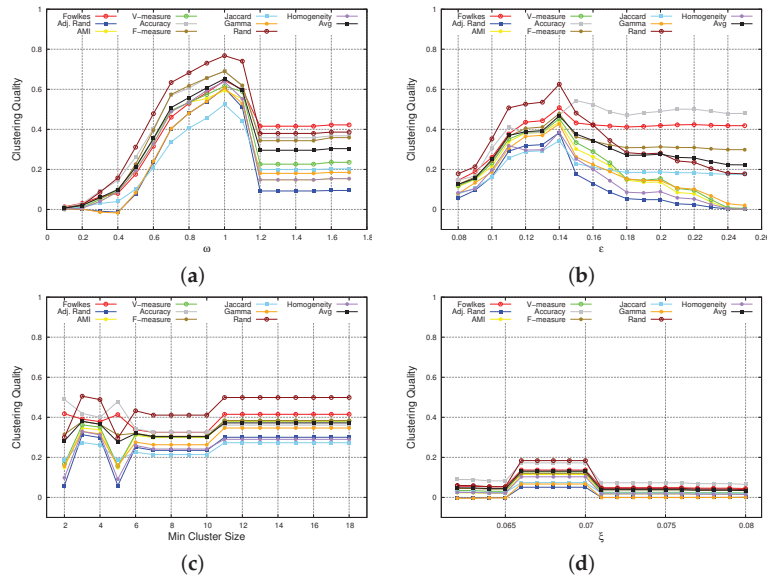 Fowlkes Adj. Rand AMI V-measure Accuracy F-measure Jaccard Gamma Rand Homogeneity Avg
Clustering Quality
1
0.8
0.6
0.4
0.2
0
0 0.2 0.4 0.6 0.8 1 1.2 1.4 1.6 1.8
ω
(a)
Fowlkes Adj. Rand AMI V-measure Accuracy F-measure Jaccard Gamma Rand Homogeneity Avg
Clustering Quality
1
0.8
0.6
0.4
0.2
0
0.08 0.1 0.12 0.14 0.16 0.18 0.2 0.22 0.24 0.26
ε
(b)
Fowlkes Adj. Rand AMI V-measure Accuracy F-measure Jaccard Gamma Rand Homogeneity Avg
Clustering Quality
1
0.8
0.6
0.4
0.2
0
2 4 6 8 10 12 14 16 18
Min Cluster Size
(c)
Fowlkes Adj. Rand AMI V-measure Accuracy F-measure Jaccard Gamma Rand Homogeneity Avg
Clustering Quality
1
0.8
0.6
0.4
0.2
0
0.065 0.07 0.075 0.08
ξ
(d)